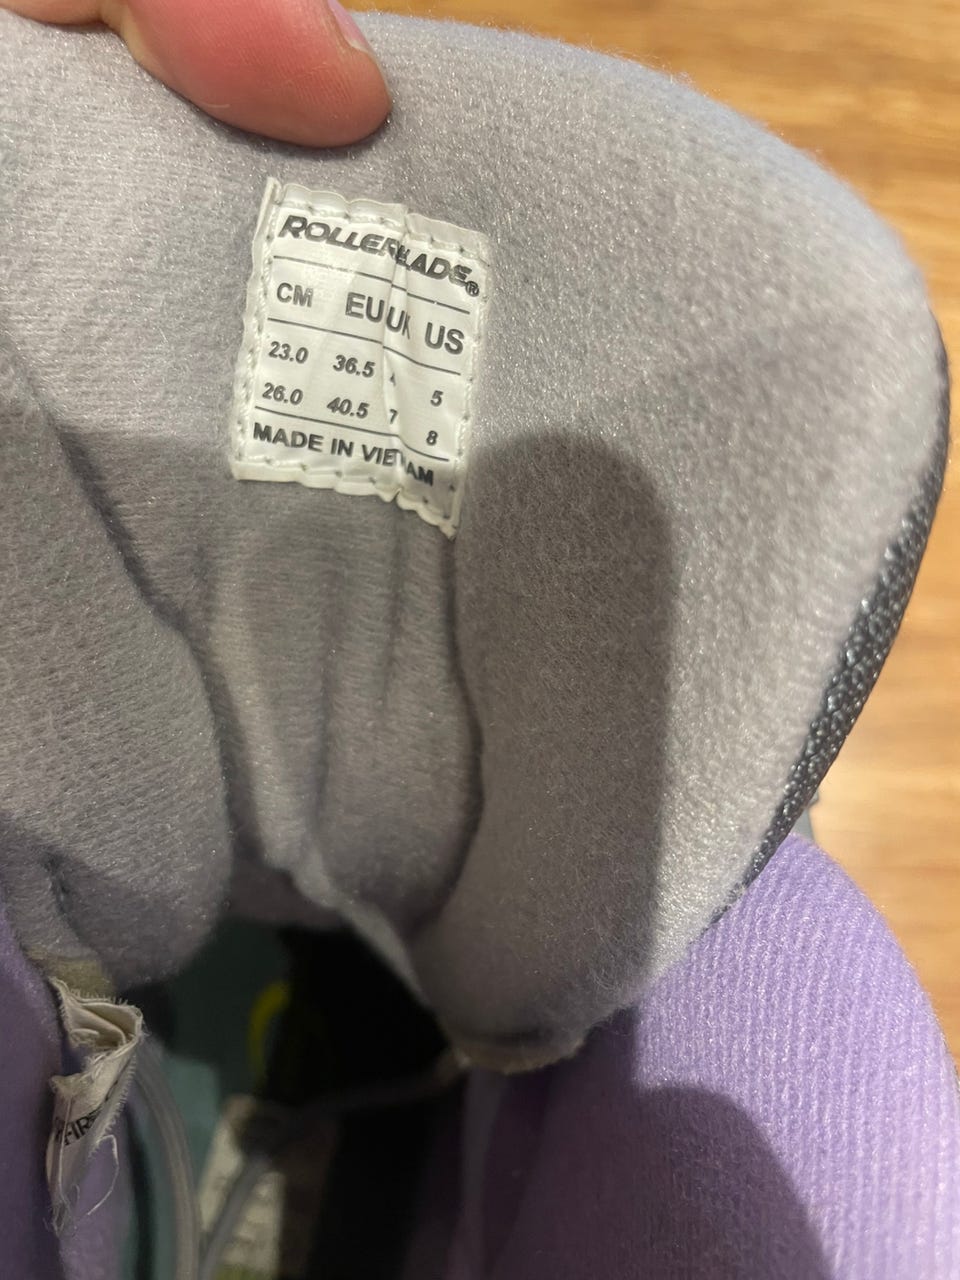 ROLLERBLADE®
CM EU UK US
23.0 36.5 5
26.0 40.5 7 8
MADE IN VIETNAM